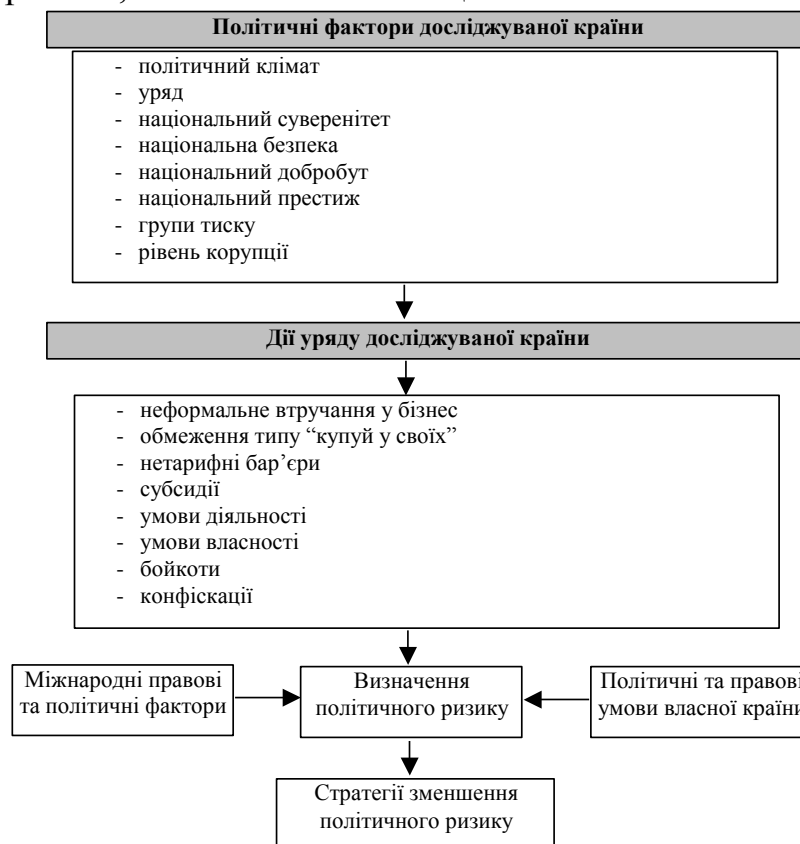 Політичні фактори досліджуваної країни
- політичний клімат
- уряд
- національний суверенітет
- національна безпека
- національний добробут
- національний престиж
- групи тиску
- рівень корупції
Дії уряду досліджуваної країни
- неформальне втручання у бізнес
- обмеження типу “купуй у своїх”
- нетарифні бар’єри
- субсидії
- умови діяльності
- умови власності
- бойкоти
- конфіскації
Міжнародні правові
та політичні фактори
Визначення
політичного ризику
Політичні та правові
умови власної країни
Стратегії зменшення
політичного ризику